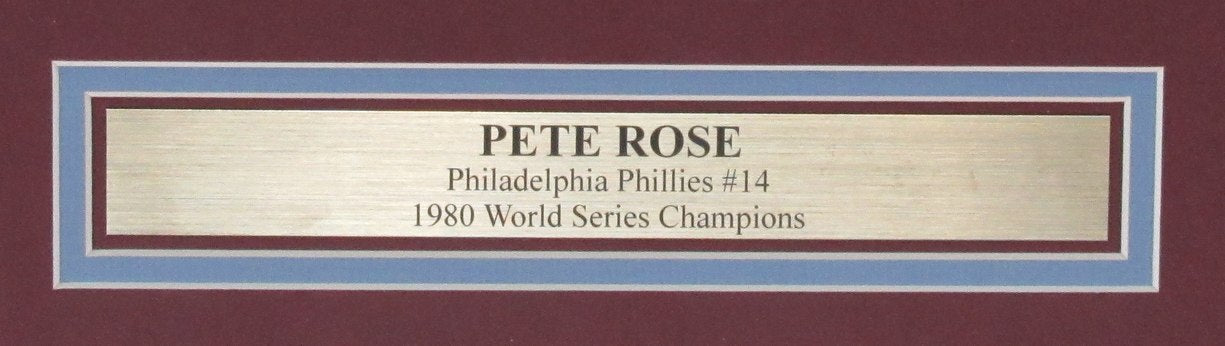 PETE ROSE
Philadelphia Phillies #14
1980 World Series Champions